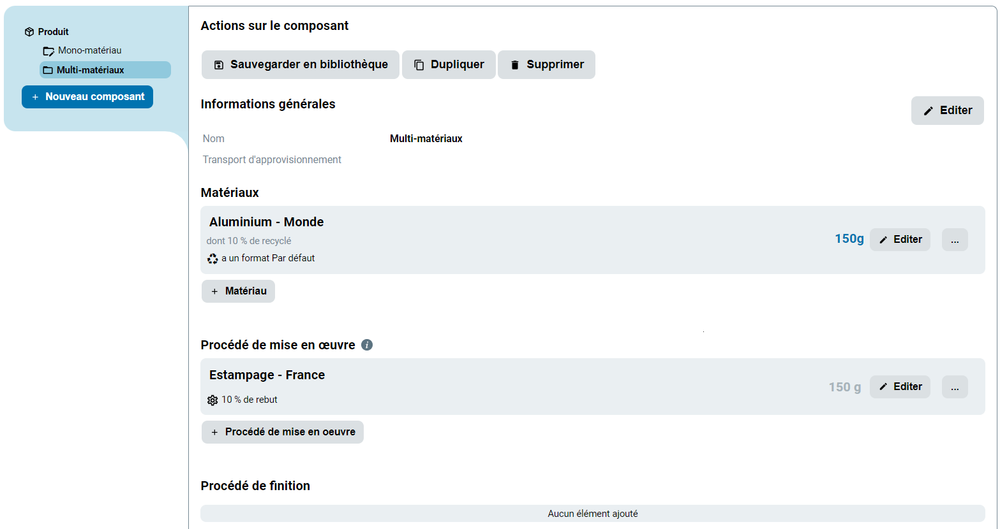 Produit
Mono-matériau
Multi-matériaux
+ Nouveau composant
Actions sur le composant
Sauvegarder en bibliothèque
Dupliquer
Supprimer
Informations générales
Editer
Nom
Multi-matériaux
Transport d'approvisionnement
Matériaux
Aluminium - Monde
dont 10 % de recyclé
a un format Par défaut
150g
Editer
...
+ Matériau
Procédé de mise en œuvre i
Estampage - France
10 % de rebut
150 g
Editer
...
+ Procédé de mise en oeuvre
Procédé de finition
Aucun élément ajouté